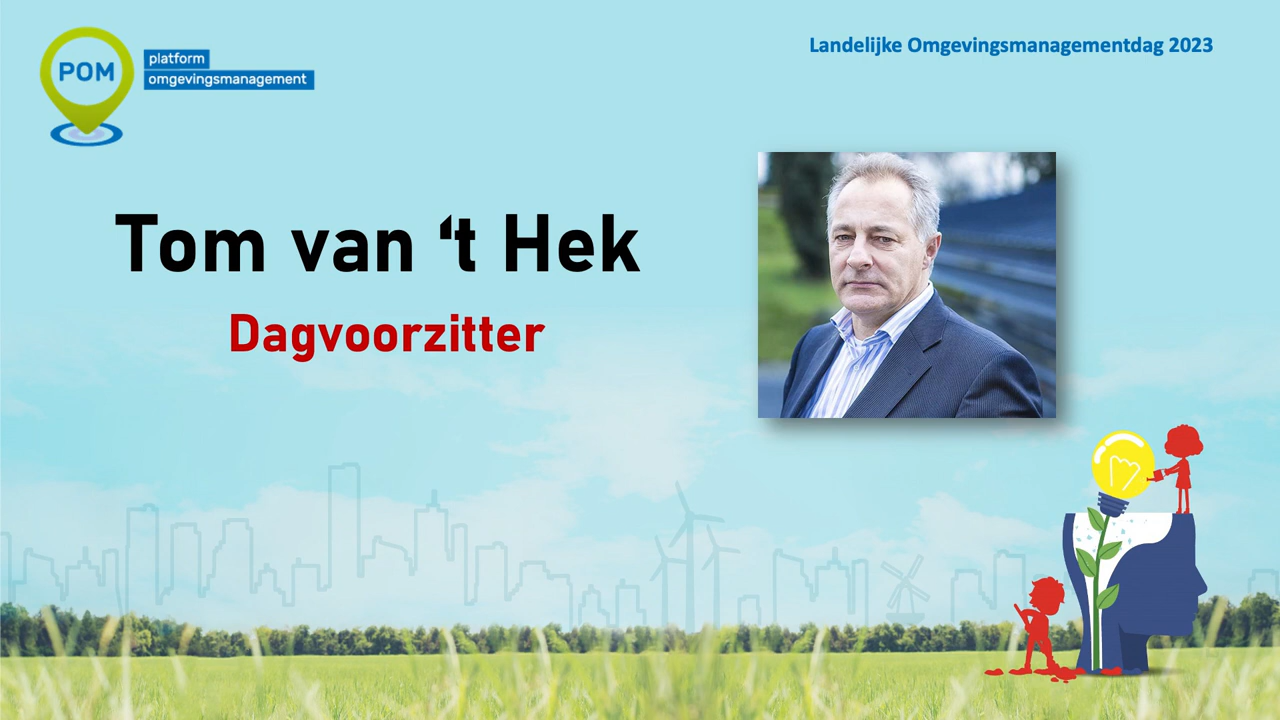 POM
platform
omgevingsmanagement
Landelijke Omgevingsmanagementdag 2023
Tom van ‘t Hek
Dagvoorzitter